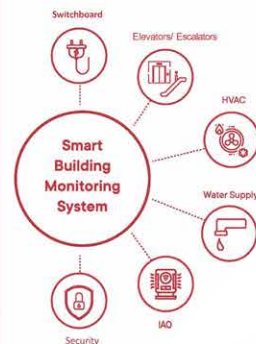 Switchboard
Elevators/ Escalators
HVAC
Smart
Building
Monitoring
System
Water Supply
IAQ
Security